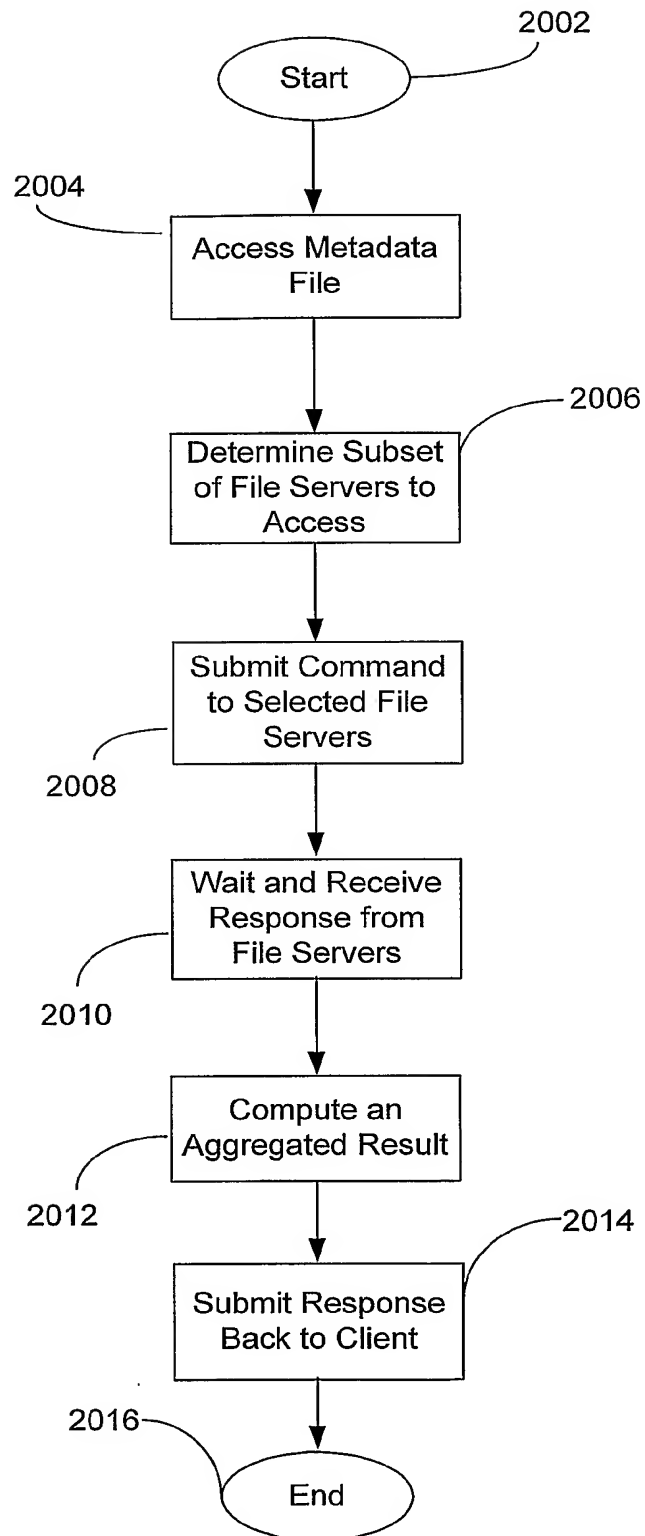 2002
Start
2004
Access Metadata
File
2006
Determine Subset
of File Servers to
Access
Submit Command
to Selected File
Servers
2008
Wait and Receive
Response from
File Servers
2010
Compute an
Aggregated Result
2012
2014
Submit Response
Back to Client
2016
End